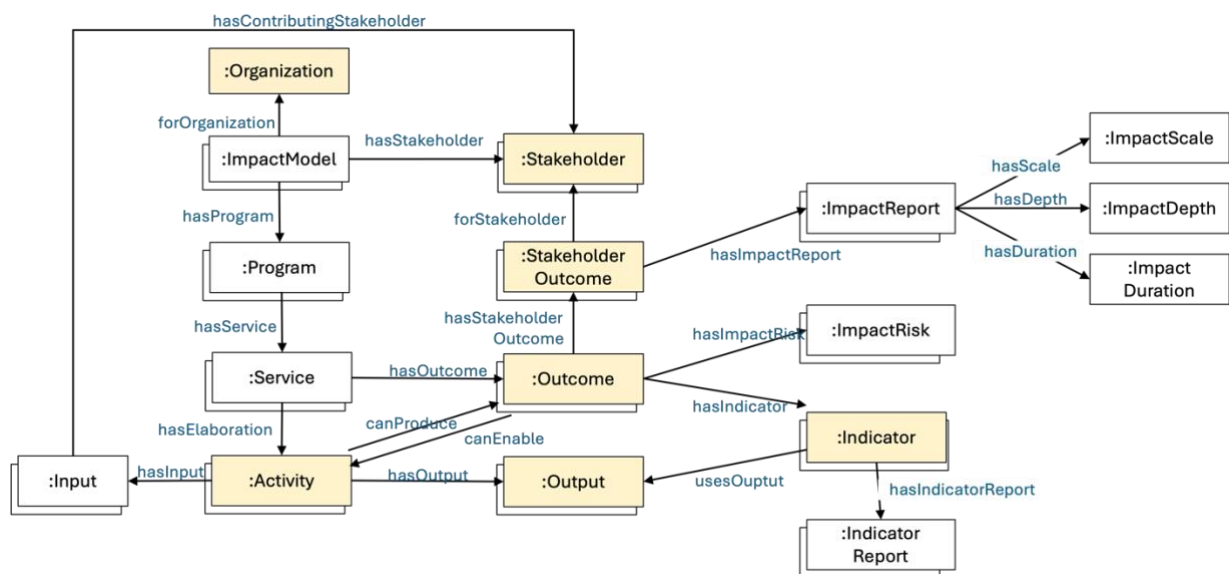 hasContributingStakeholder
:Organization
forOrganization
:ImpactModel
hasStakeholder
:Stakeholder
:ImpactScale
hasScale
hasProgram
forStakeholder
:ImpactReport
hasDepth
:ImpactDepth
:Program
:Stakeholder
Outcome
hasImpactReport
hasDuration
:Impact
Duration
hasService
hasStakeholder
Outcome
hasImpactRisk
:ImpactRisk
:Service
hasOutcome
:Outcome
hasIndicator
hasElaboration
canProduce
canEnable
:Indicator
:Input
hasInput
:Activity
hasOutput
:Output
usesOuptut
hasIndicatorReport
:Indicator
Report